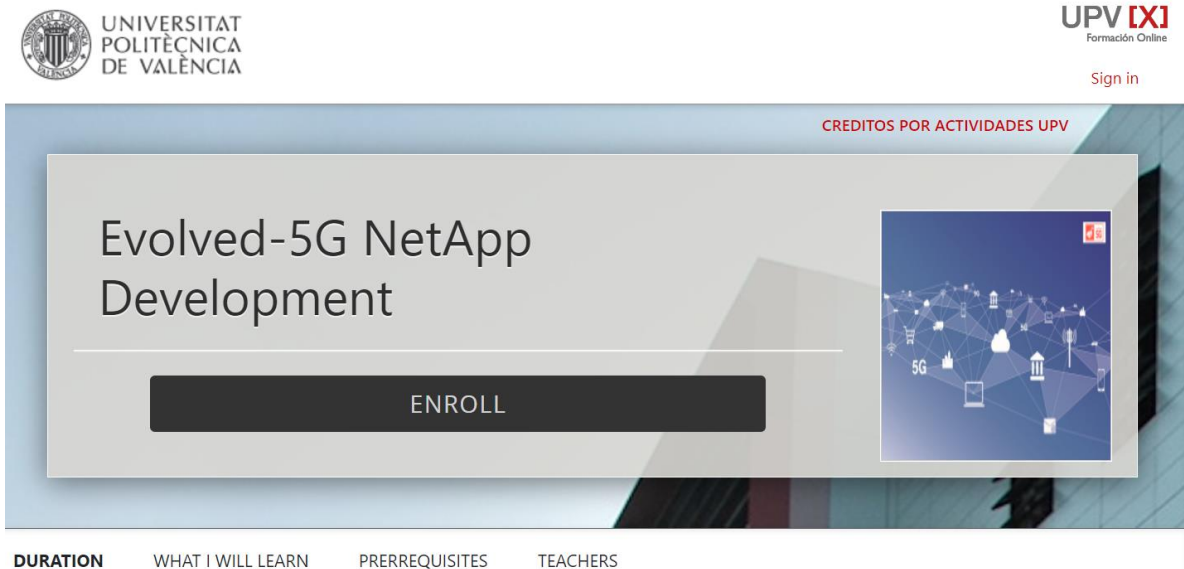 UNIVERSITAT
POLITÈCNICA
DE VALÈNCIA
UPV [X]
Formación Online
Sign in
CREDITOS POR ACTIVIDADES UPV
Evolved-5G NetApp
Development
ENROLL
5G
DURATION
WHAT I WILL LEARN
PRERREQUISITES
TEACHERS